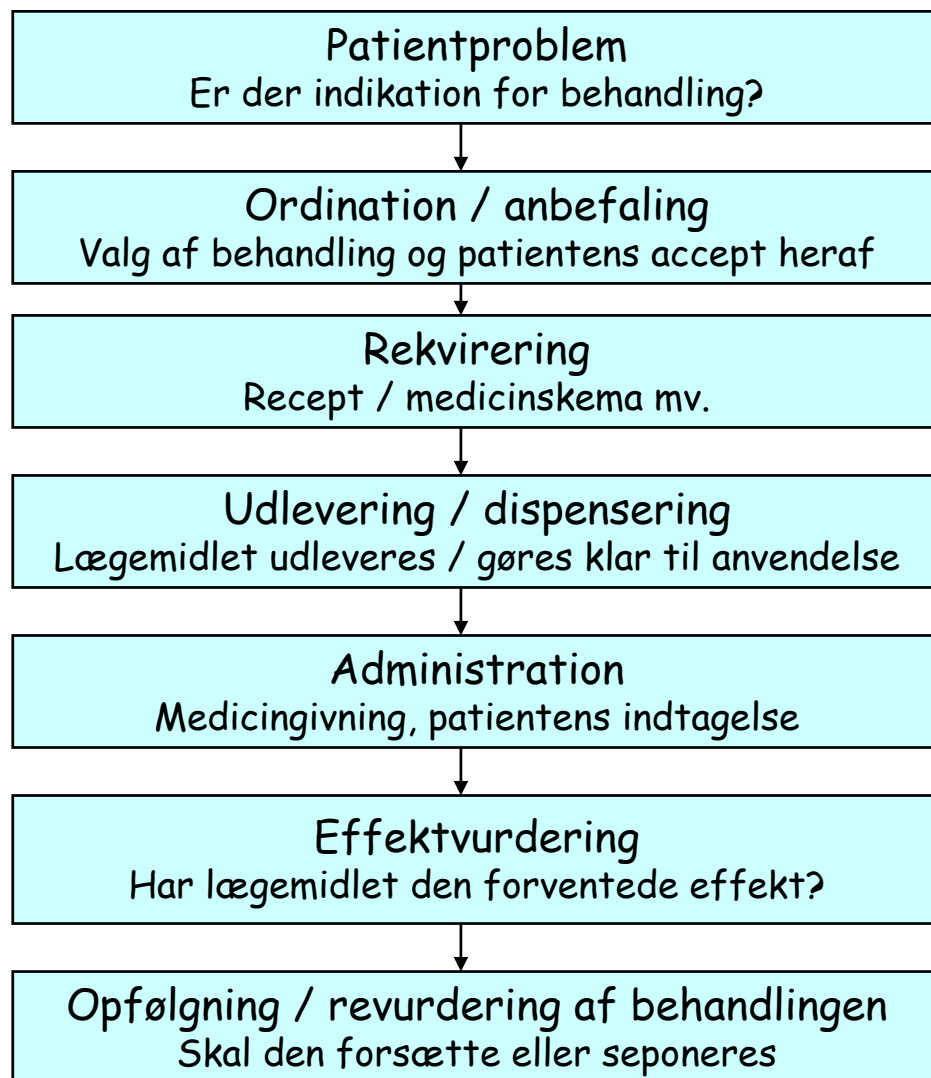 Patientproblem
Er der indikation for behandling?
Ordination / anbefaling
Valg af behandling og patientens accept heraf
Rekvirering
Recept / medicinskema mv.
Udlevering / dispensering
Lægemidlet udleveres / gøres klar til anvendelse
Administration
Medicingivning, patientens indtagelse
Effektvurdering
Har lægemidlet den forventede effekt?
Opfølgning / revurdering af behandlingen
Skal den forsætte eller seponeres